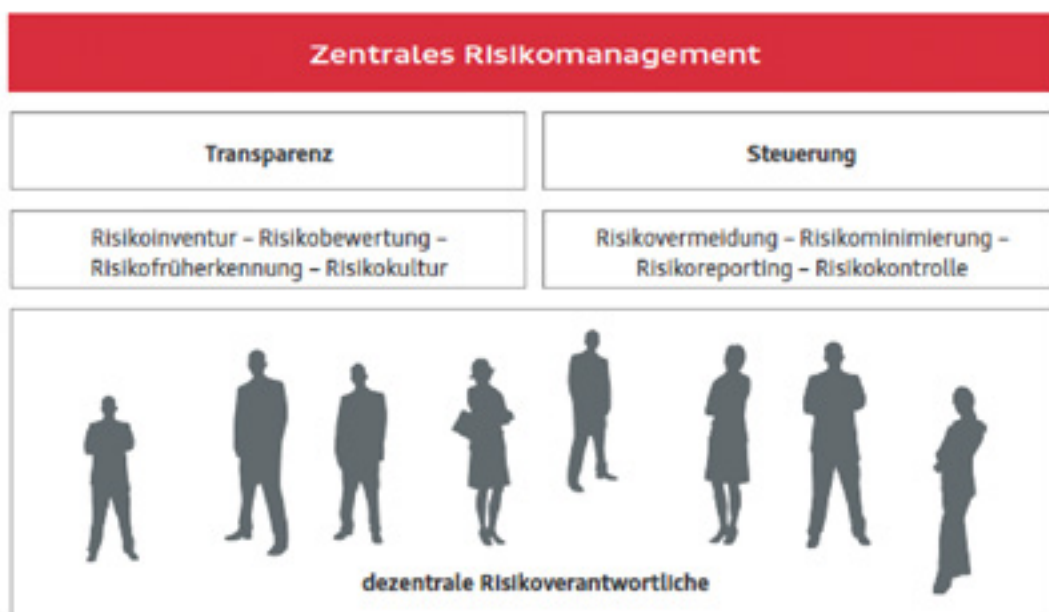 Zentrales Risikomanagement
Transparenz
Steuerung
Risikoinventur – Risikobewertung –
Risikofrüherkennung – Risikokultur
Risikovermeidung – Risikominimierung –
Risikoreporting – Risikokontrolle
dezentrale Risikoverantwortliche